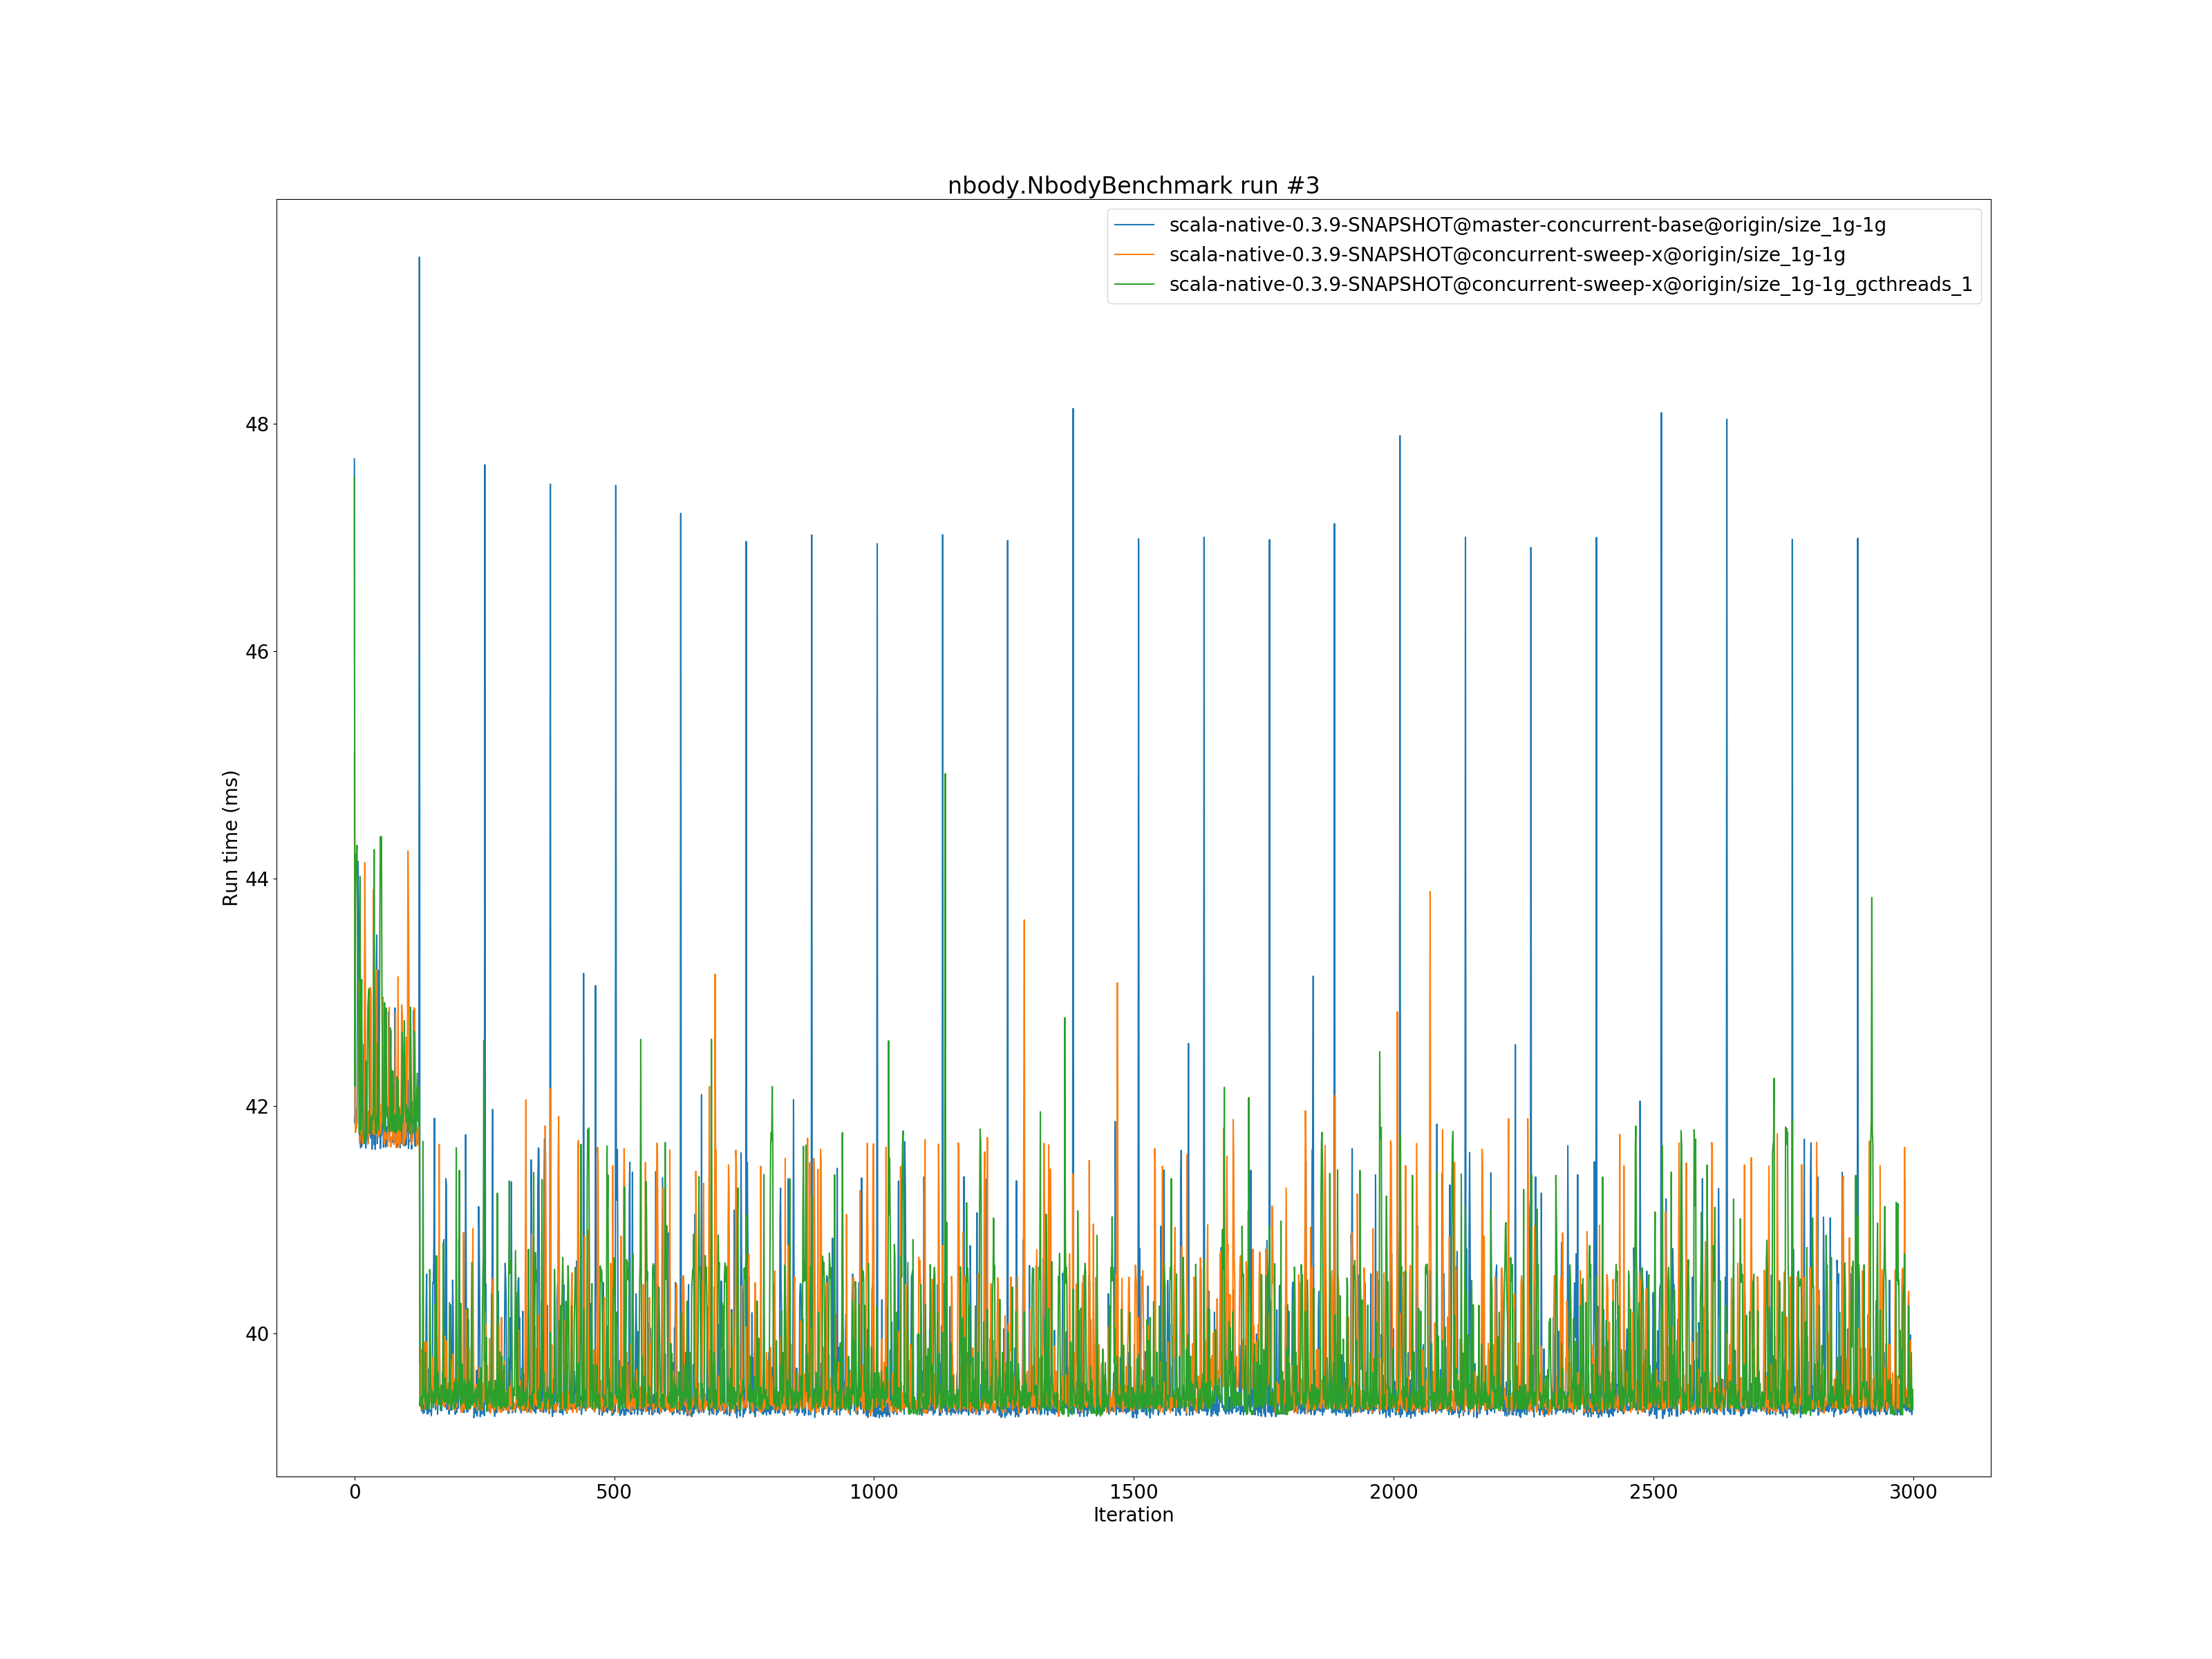 nbody.NbodyBenchmark run #3
scala-native-0.3.9-SNAPSHOT@master-concurrent-base@origin/size_1g-1g
scala-native-0.3.9-SNAPSHOT@concurrent-sweep-x@origin/size_1g-1g
scala-native-0.3.9-SNAPSHOT@concurrent-sweep-x@origin/size_1g-1g_gcthreads_1
48
46
44
42
40
Run time (ms)
0 500 1000 1500 2000 2500 3000
Iteration